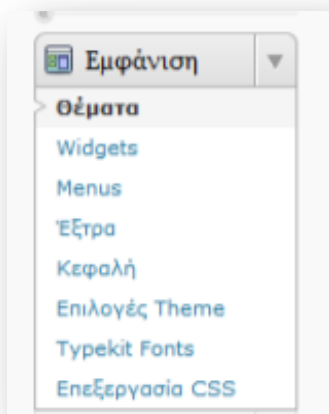 Εμφάνιση
Θέματα
Widgets
Menus
Έξτρα
Κεφαλή
Επιλογές Theme
Typekit Fonts
Επεξεργασία CSS